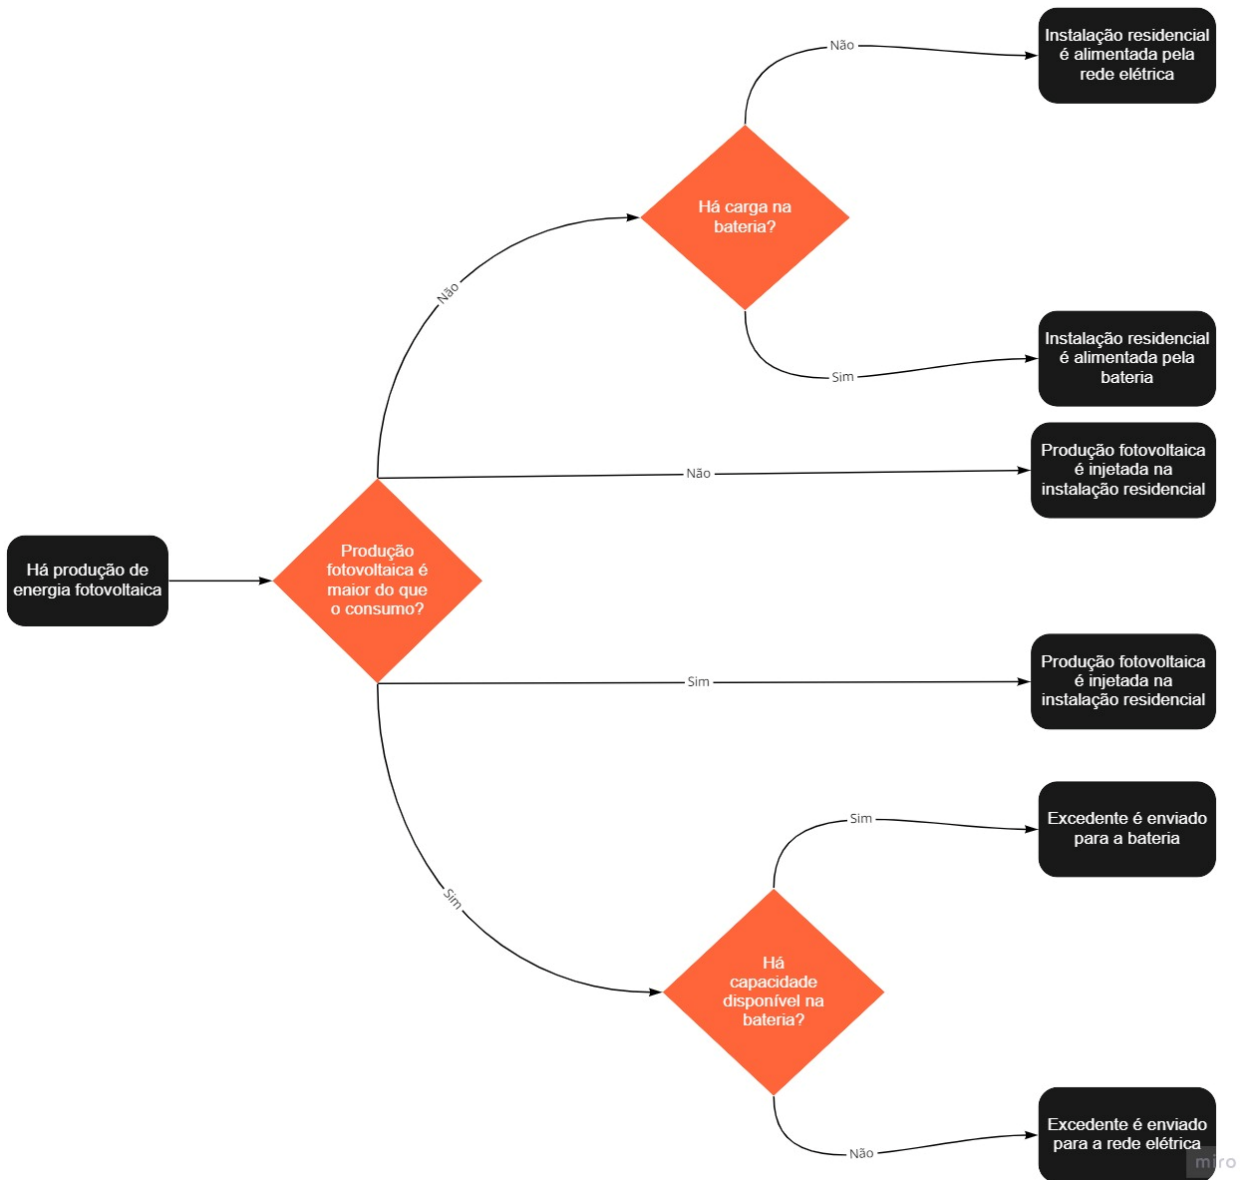 Não
Instalação residencial
é alimentada pela
rede elétrica
Há carga na
bateria?
Não
Sim
Instalação residencial
é alimentada pela
bateria
Não
Produção fotovoltaica
é injetada na
instalação residencial
Há produção de
energia fotovoltaica
Produção
fotovoltaica é
maior do que
o consumo?
Sim
Produção fotovoltaica
é injetada na
instalação residencial
Sim
Sim
Excedente é enviado
para a bateria
Há
capacidade
disponível na
bateria?
Não
Excedente é enviado
para a rede elétrica
miro